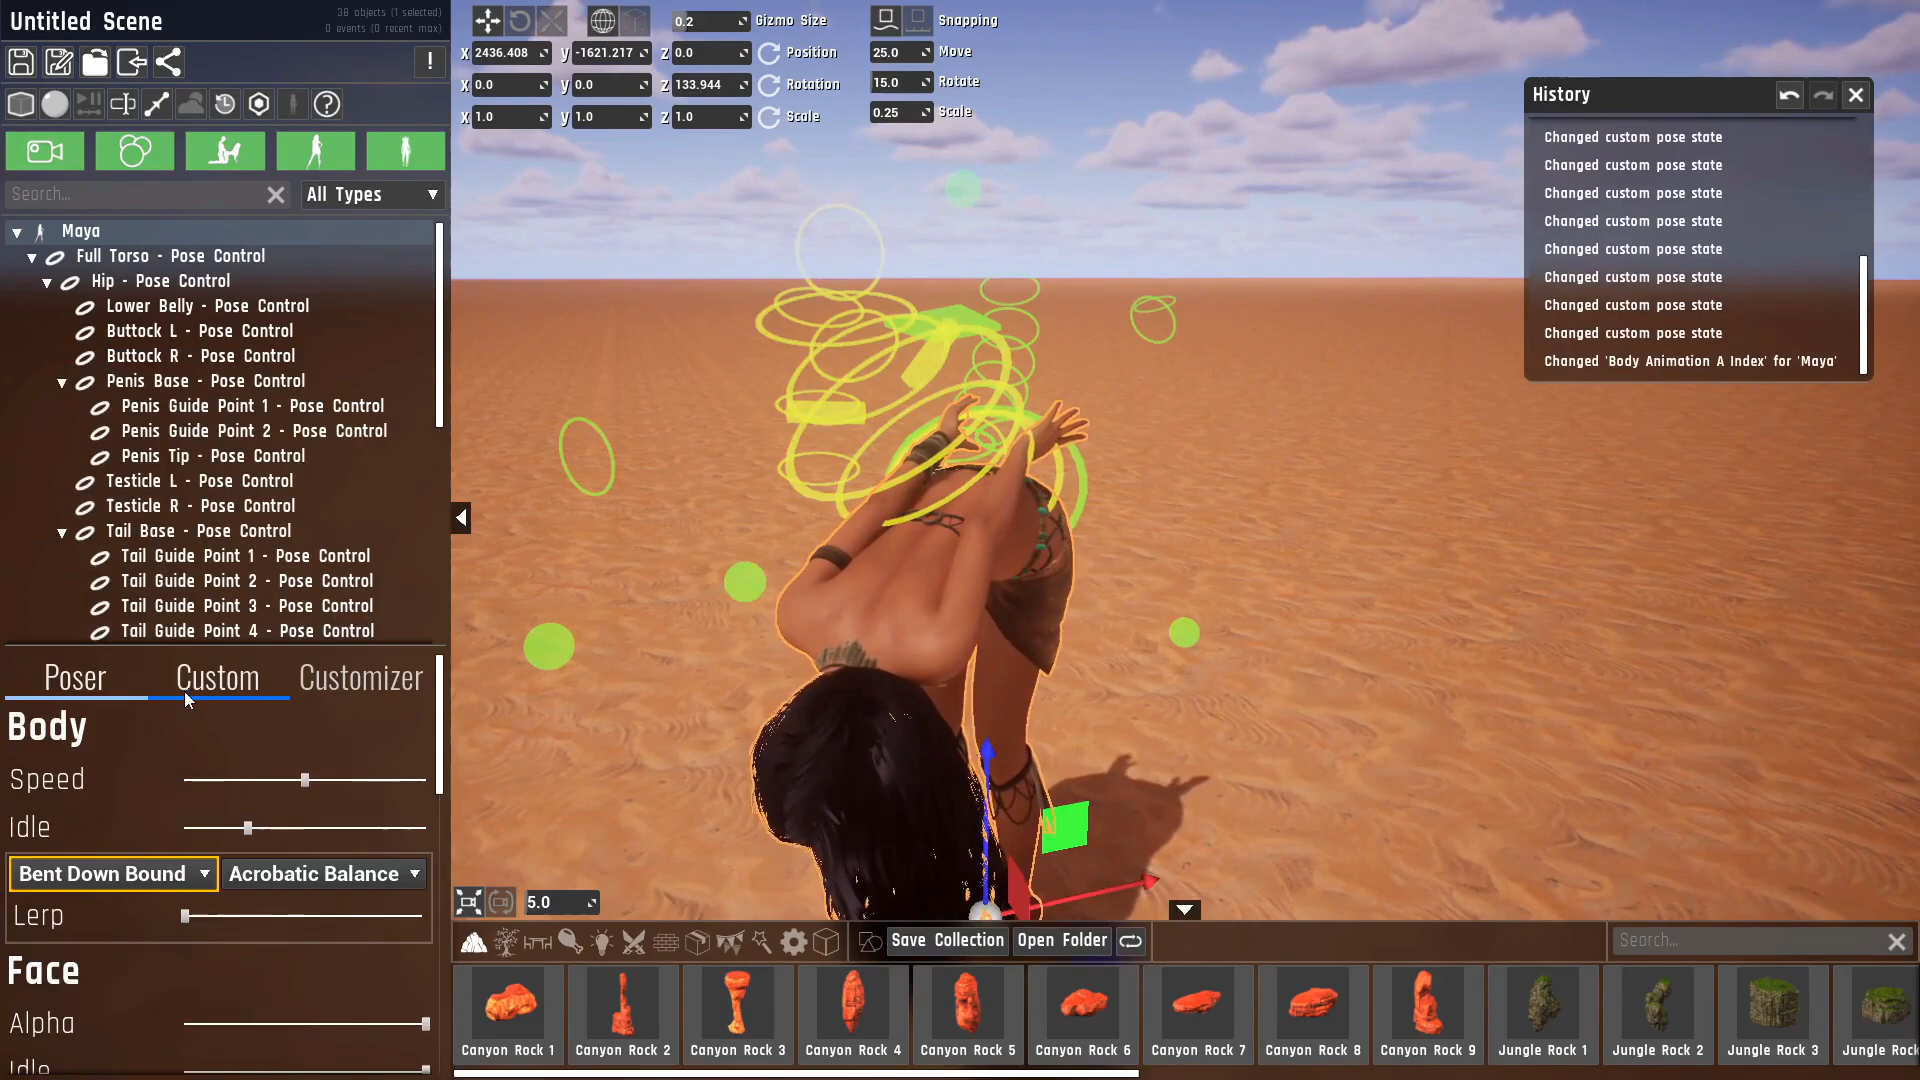 Untitled Scene
38 objects (1 selected)
0 events (0 recent max)
!
Search...
All Types
Maya
Full Torso - Pose Control
Hip - Pose Control
Lower Belly - Pose Control
Buttock L - Pose Control
Buttock R - Pose Control
Penis Base - Pose Control
Penis Guide Point 1 - Pose Control
Penis Guide Point 2 - Pose Control
Penis Tip - Pose Control
Testicle L - Pose Control
Testicle R - Pose Control
Tail Base - Pose Control
Tail Guide Point 1 - Pose Control
Tail Guide Point 2 - Pose Control
Tail Guide Point 3 - Pose Control
Tail Guide Point 4 - Pose Control
Poser Custom Customizer
Body
Speed
Idle
Bent Down Bound Acrobatic Balance
Lerp
Face
Alpha
Idle
0.2 Gizmo Size
X 2436.408 y -1621.217 Z 0.0 Position
X 0.0 y 0.0 Z 133.944 Rotation
X 1.0 y 1.0 Z 1.0 Scale
Snapping
25.0 Move
15.0 Rotate
0.25 Scale
History
Changed custom pose state
Changed custom pose state
Changed custom pose state
Changed custom pose state
Changed custom pose state
Changed custom pose state
Changed custom pose state
Changed custom pose state
Changed 'Body Animation A Index' for 'Maya'
5.0
Save Collection Open Folder
Search...
Canyon Rock 1 Canyon Rock 2 Canyon Rock 3 Canyon Rock 4 Canyon Rock 5 Canyon Rock 6 Canyon Rock 7 Canyon Rock 8 Canyon Rock 9 Jungle Rock 1 Jungle Rock 2 Jungle Rock 3 Jungle Rock